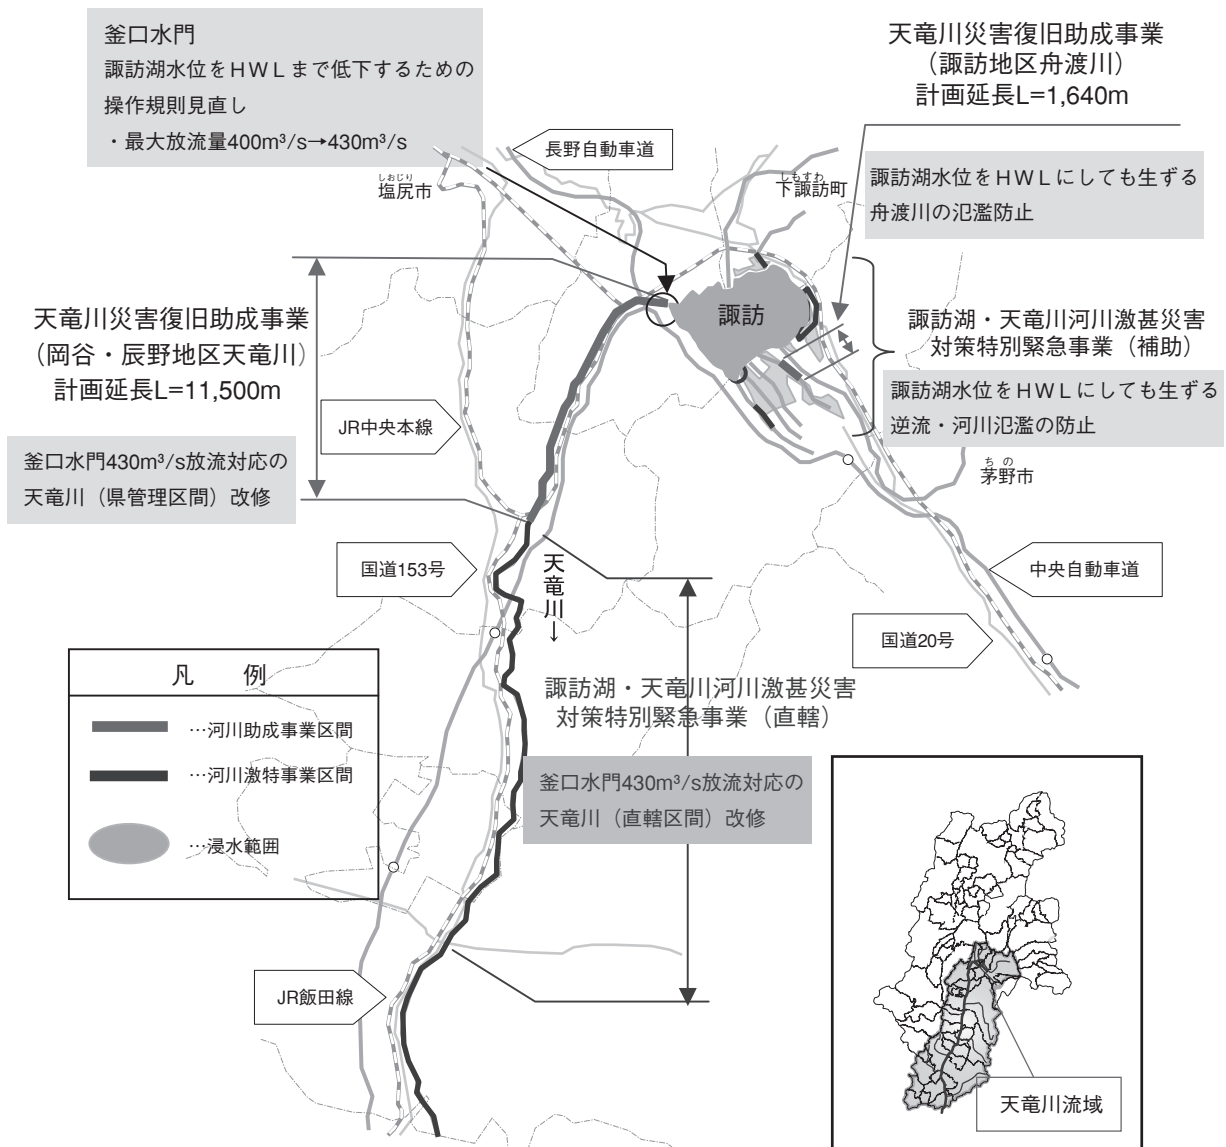 釜口水門
諏訪湖水位をＨＷＬまで低下するための
操作規則見直し
・最大放流量400m³/s→430m³/s
天竜川災害復旧助成事業
（諏訪地区舟渡川）
計画延長L=1,640m
長野自動車道
しおじり
塩尻市
しもすわ
下諏訪町
諏訪湖水位をＨＷＬにしても生ずる
舟渡川の氾濫防止
天竜川災害復旧助成事業
（岡谷・辰野地区天竜川）
計画延長L=11,500m
諏訪
諏訪湖・天竜川河川激甚災害
対策特別緊急事業（補助）
諏訪湖水位をＨＷＬにしても生ずる
逆流・河川氾濫の防止
JR中央本線
釜口水門430m³/s放流対応の
天竜川（県管理区間）改修
ちの
茅野市
国道153号
天竜川→
中央自動車道
国道20号
凡　例
…河川助成事業区間
…河川激特事業区間
…浸水範囲
諏訪湖・天竜川河川激甚災害
対策特別緊急事業（直轄）
釜口水門430m³/s放流対応の
天竜川（直轄区間）改修
JR飯田線
天竜川流域